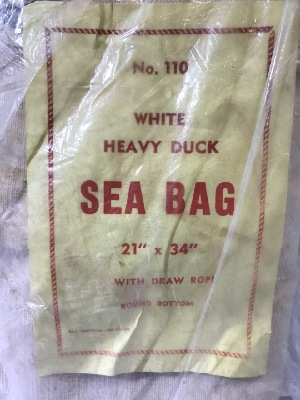 No. 110
WHITE
HEAVY DUCK
SEA BAG
21" x 34"
WITH DRAW ROPE
ROUND BOTTOM